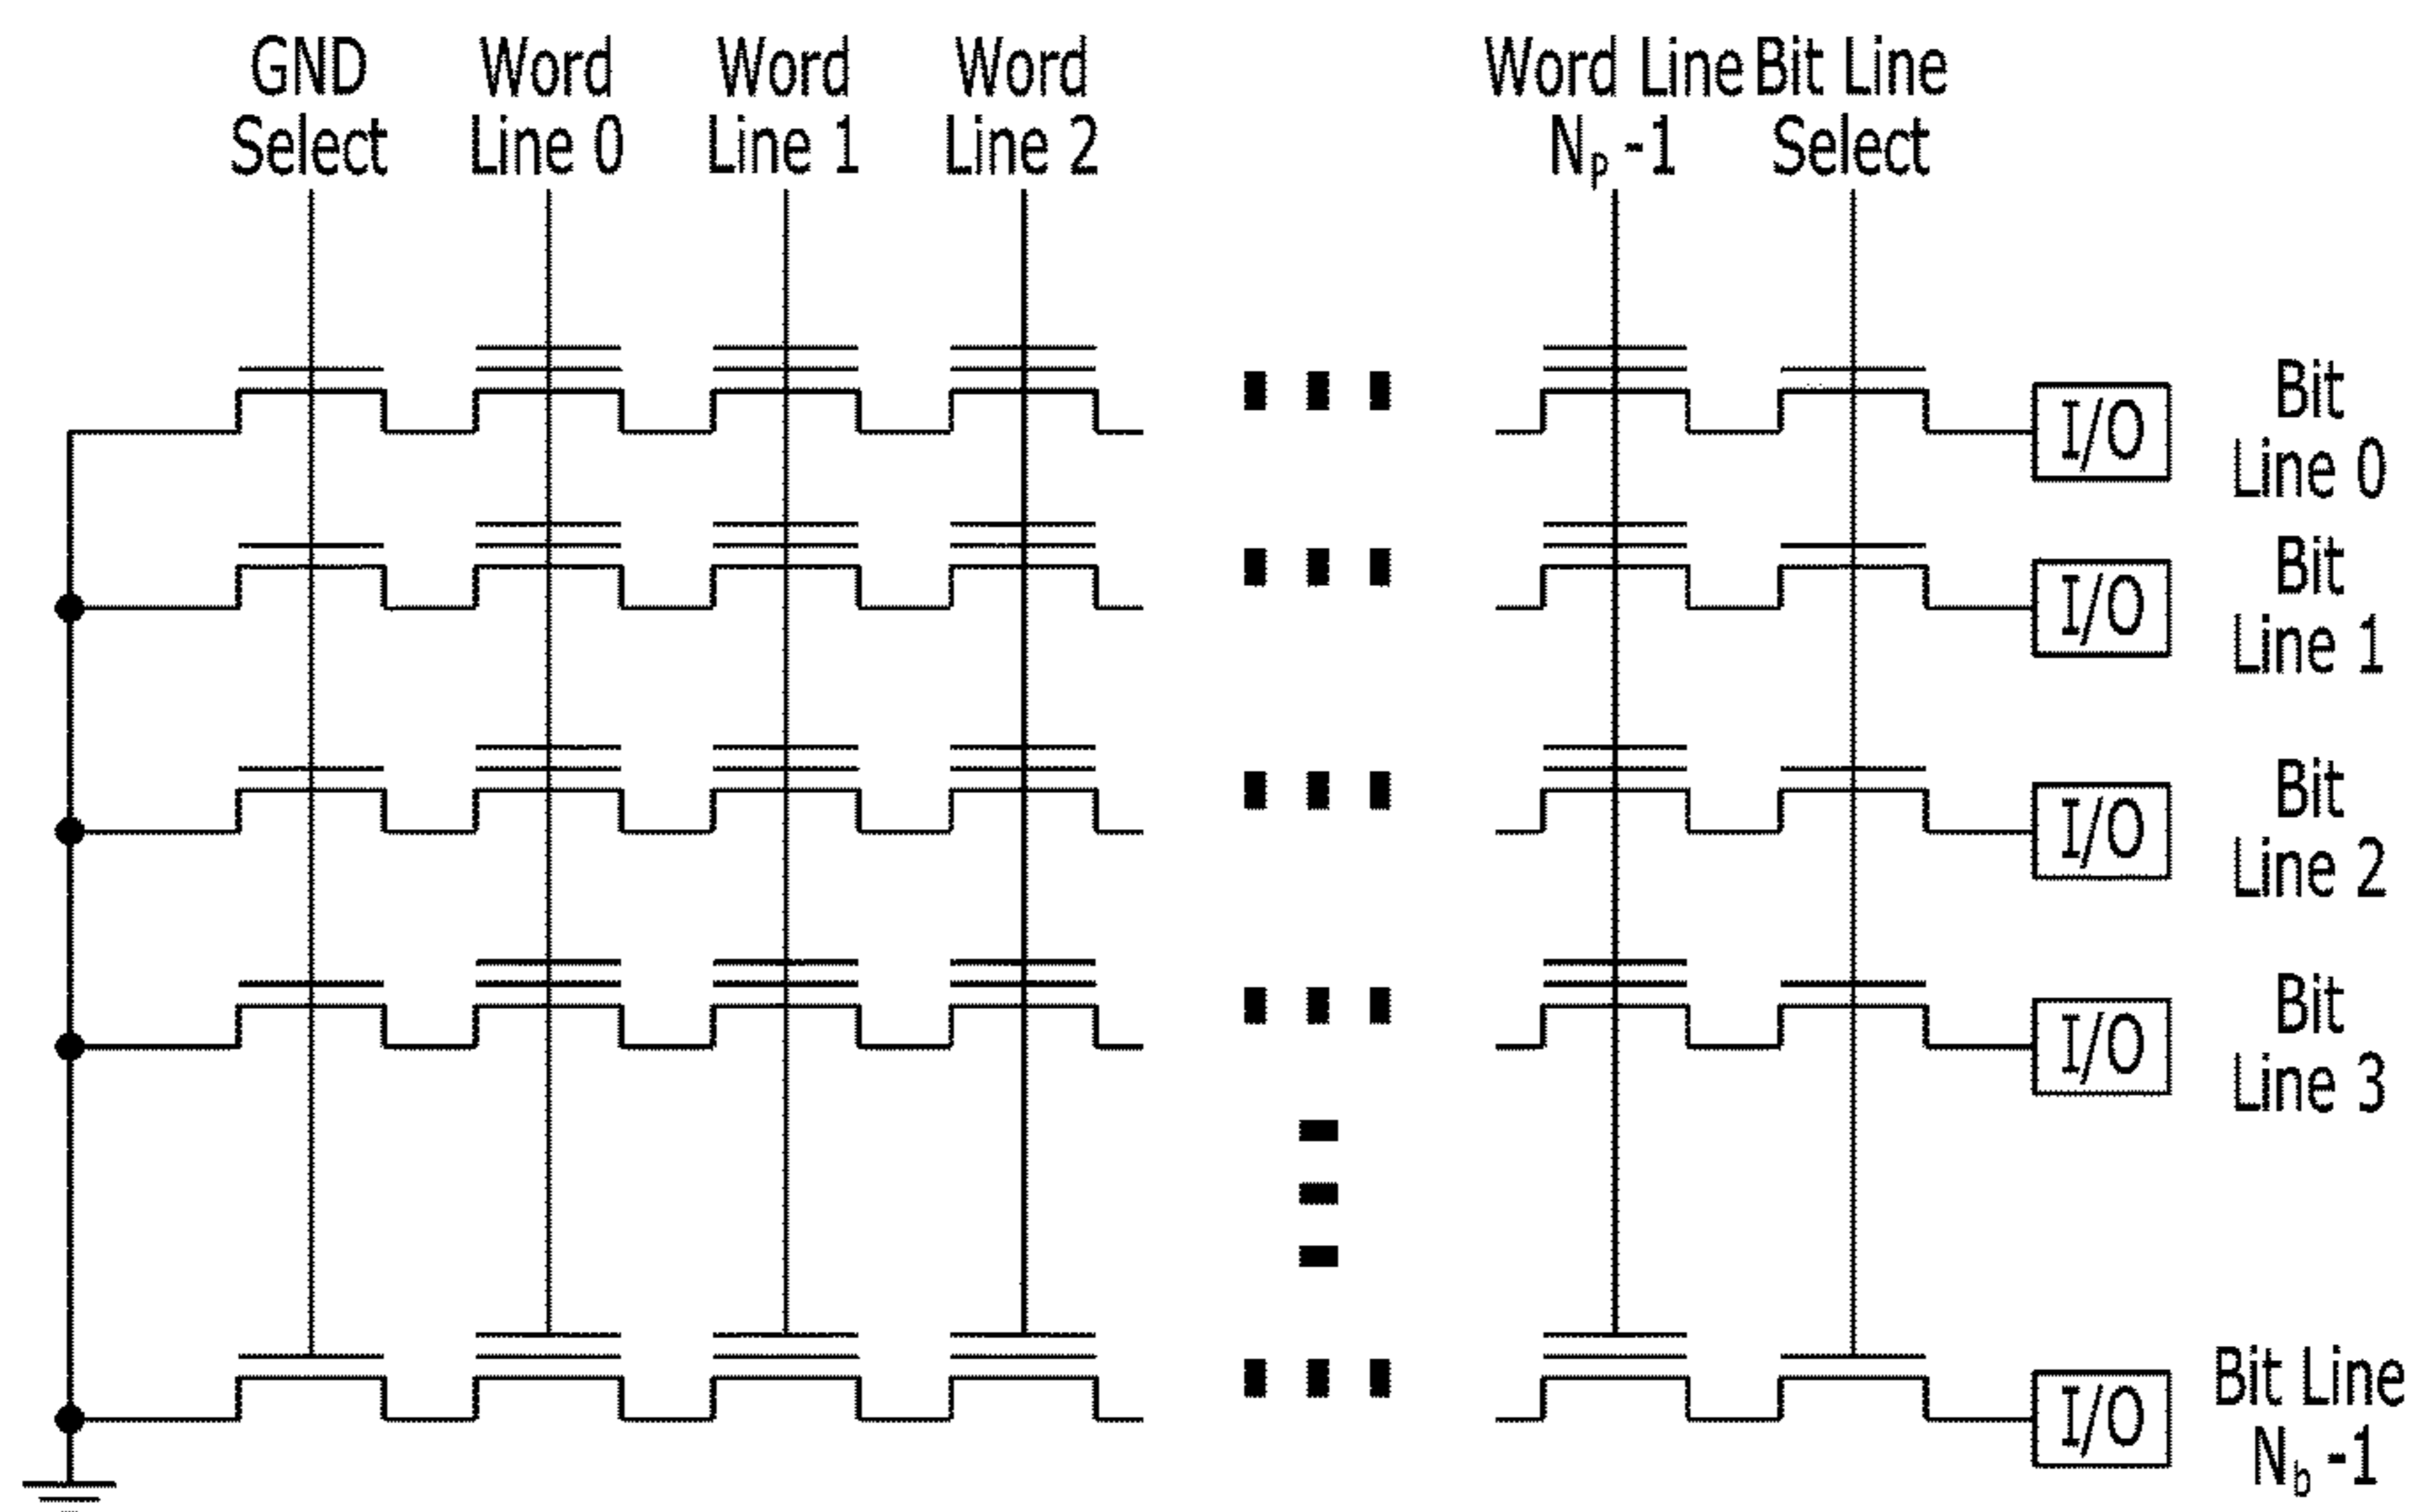 GND Select
Word Line 0
Word Line 1
Word Line 2
Word Line Nₚ -1
Bit Line Select
I/O
Bit Line 0
I/O
Bit Line 1
I/O
Bit Line 2
I/O
Bit Line 3
I/O
Bit Line N_b -1